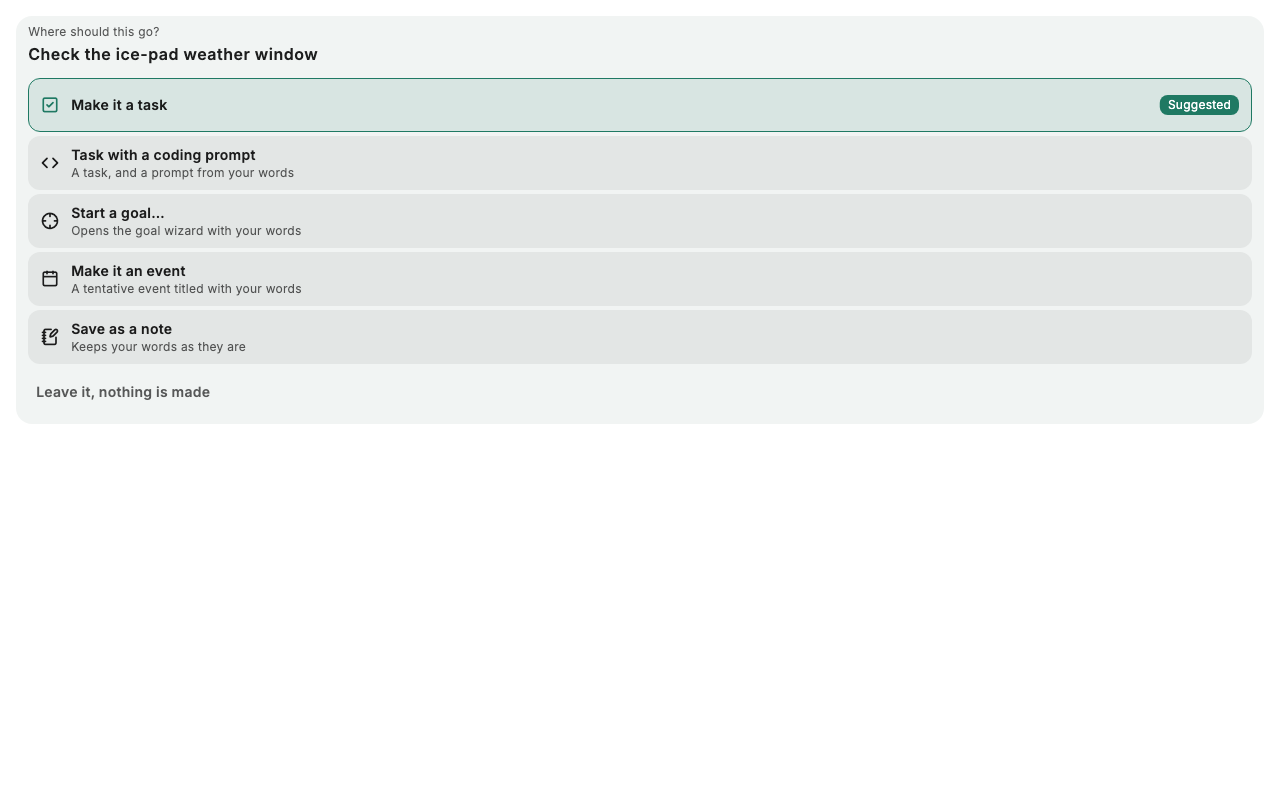 Where should this go?
Check the ice-pad weather window
Make it a task
Suggested
Task with a coding prompt
A task, and a prompt from your words
Start a goal...
Opens the goal wizard with your words
Make it an event
A tentative event titled with your words
Save as a note
Keeps your words as they are
Leave it, nothing is made